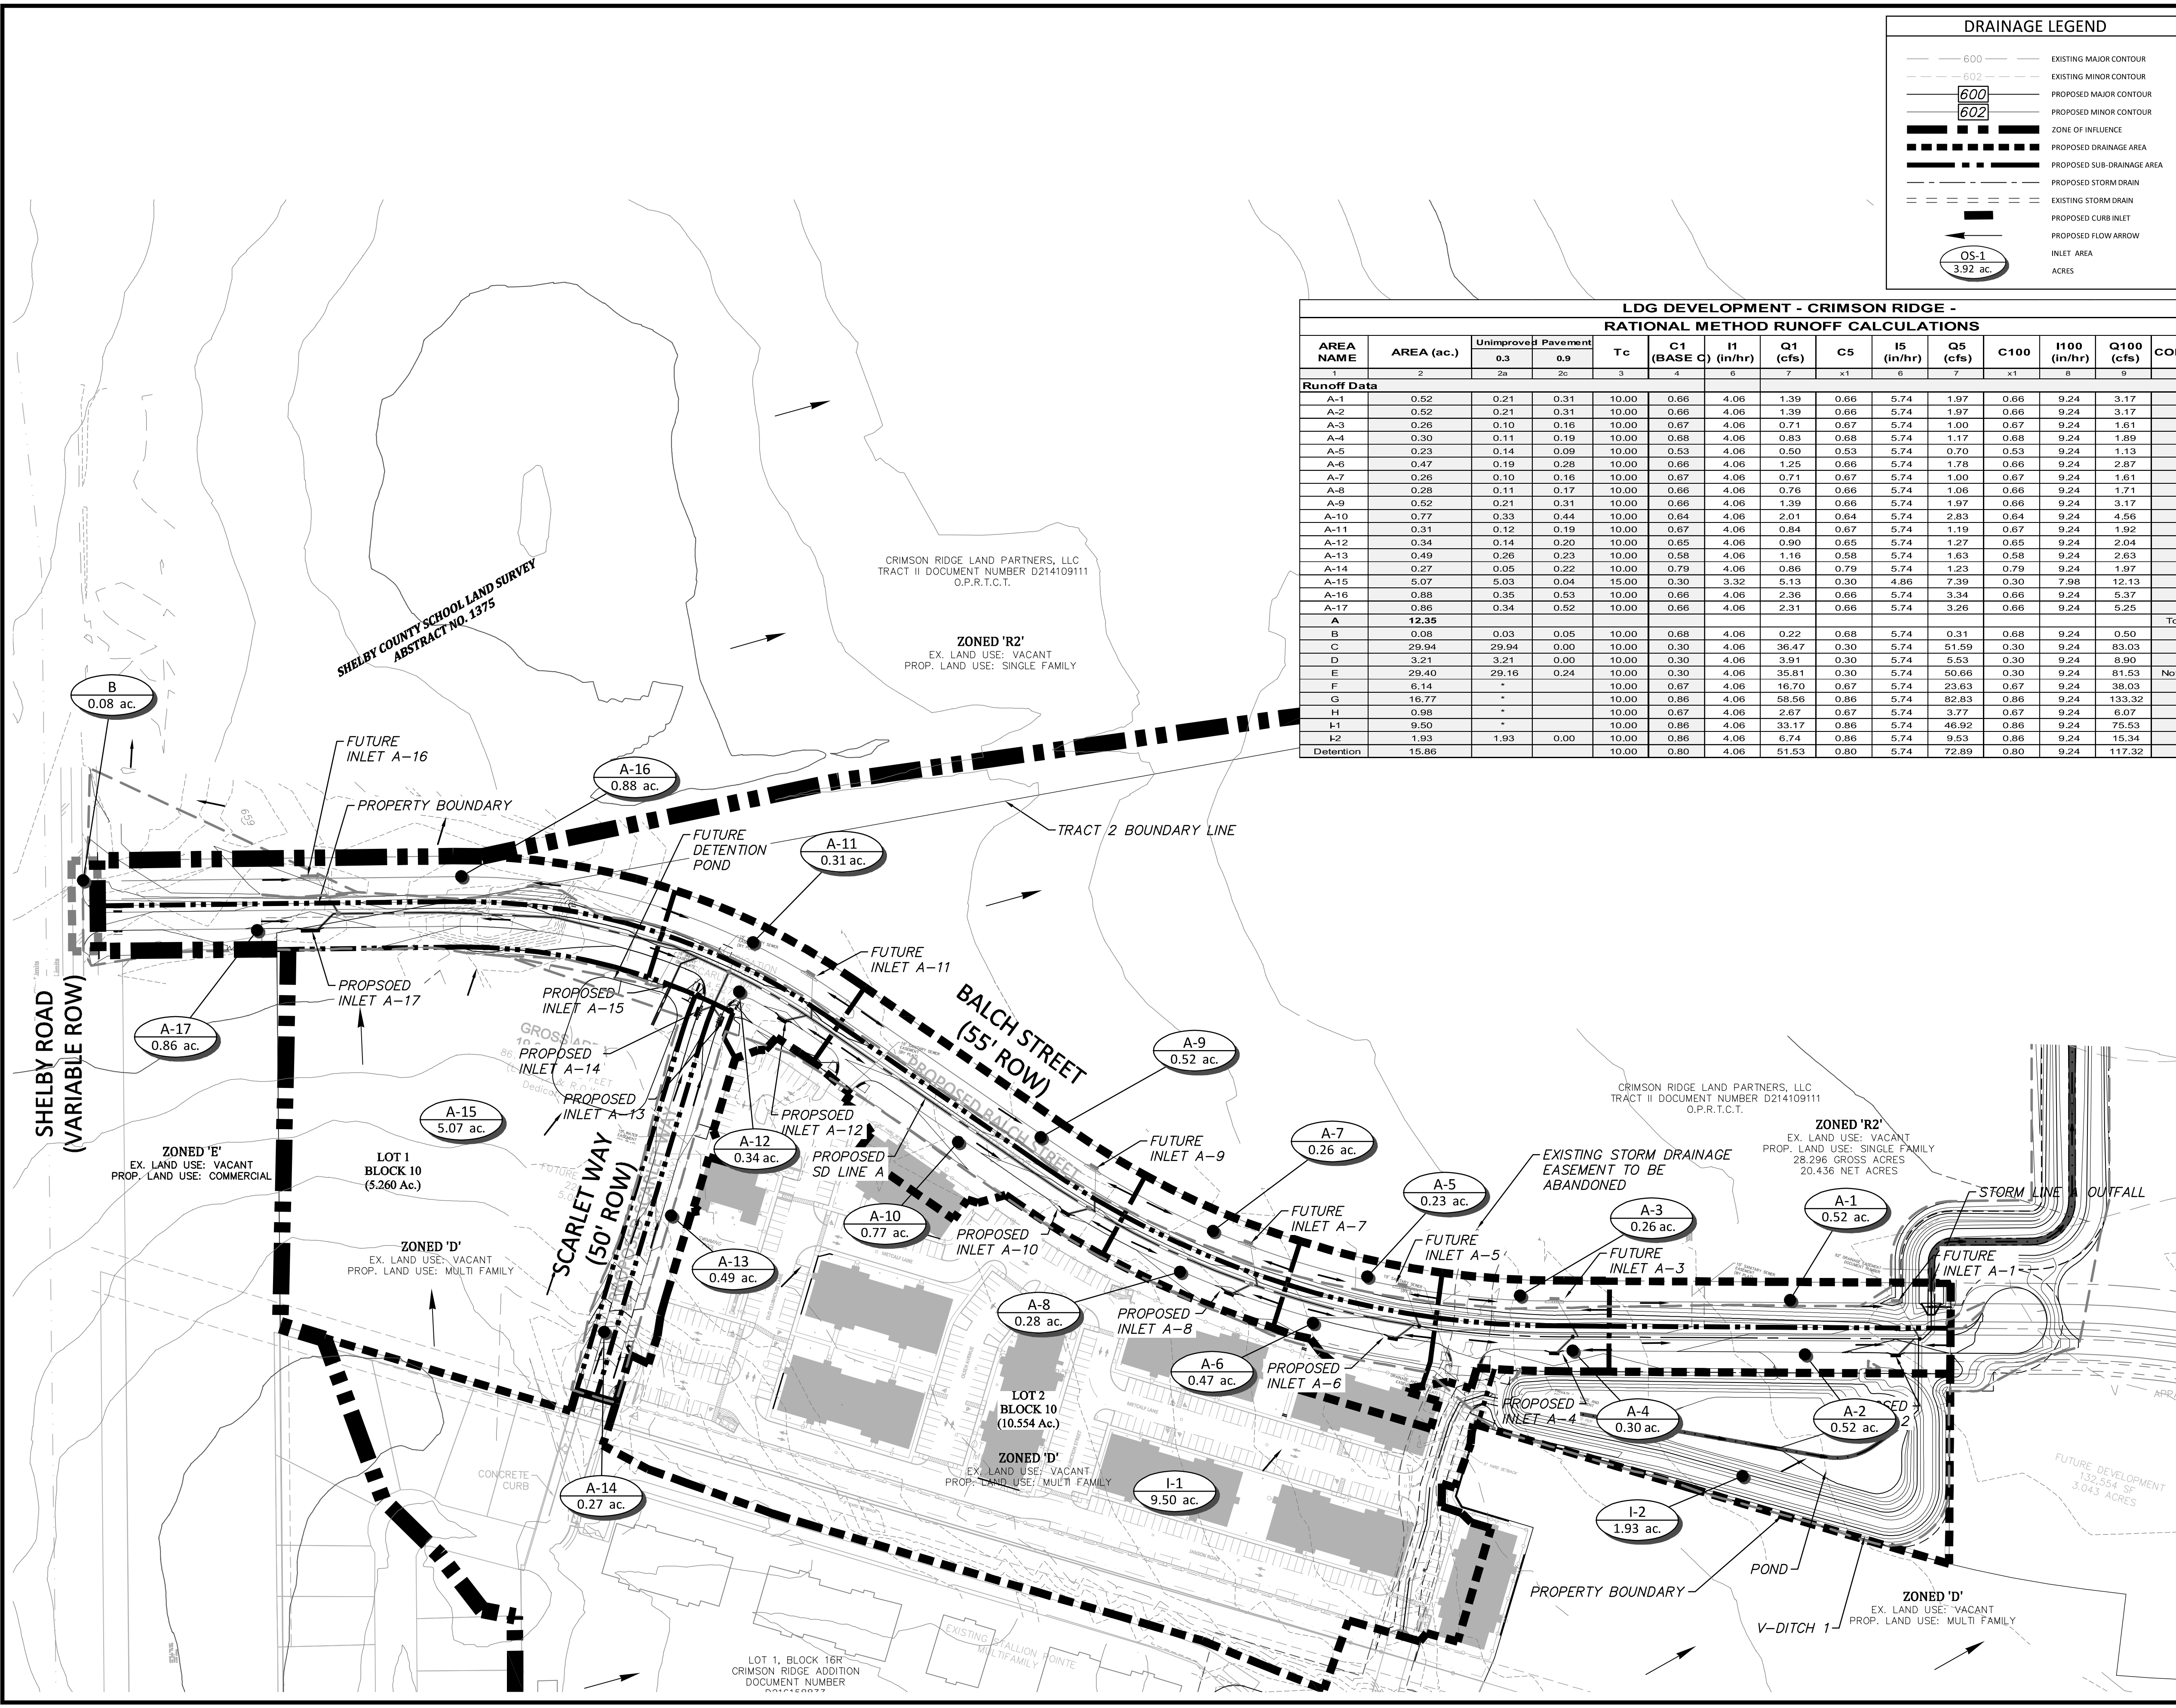 DRAINAGE LEGEND
600 EXISTING MAJOR CONTOUR
602 EXISTING MINOR CONTOUR
600 PROPOSED MAJOR CONTOUR
602 PROPOSED MINOR CONTOUR
ZONE OF INFLUENCE
PROPOSED DRAINAGE AREA
PROPOSED SUB-DRAINAGE AREA
PROPOSED STORM DRAIN
EXISTING STORM DRAIN
PROPOSED CURB INLET
PROPOSED FLOW ARROW
OS-1 INLET AREA
3.92 ac. ACRES
LDG DEVELOPMENT - CRIMSON RIDGE -
RATIONAL METHOD RUNOFF CALCULATIONS
AREA NAME AREA (ac.) Unimproved Pavement Tc C1 (BASE C) I1 (in/hr) Q1 (cfs) C5 I5 (in/hr) Q5 (cfs) C100 I100 (in/hr) Q100 (cfs)
0.3 0.9
1 2 2a 2c 3 4 6 7 x1 6 7 x1 8 9
Runoff Data
A-1 0.52 0.21 0.31 10.00 0.66 4.06 1.39 0.66 5.74 1.97 0.66 9.24 3.17
A-2 0.52 0.21 0.31 10.00 0.66 4.06 1.39 0.66 5.74 1.97 0.66 9.24 3.17
A-3 0.26 0.10 0.16 10.00 0.67 4.06 0.71 0.67 5.74 1.00 0.67 9.24 1.61
A-4 0.30 0.11 0.19 10.00 0.68 4.06 0.83 0.68 5.74 1.17 0.68 9.24 1.89
A-5 0.23 0.14 0.09 10.00 0.53 4.06 0.50 0.53 5.74 0.70 0.53 9.24 1.13
A-6 0.47 0.19 0.28 10.00 0.66 4.06 1.25 0.66 5.74 1.78 0.66 9.24 2.87
A-7 0.26 0.10 0.16 10.00 0.67 4.06 0.71 0.67 5.74 1.00 0.67 9.24 1.61
A-8 0.28 0.11 0.17 10.00 0.66 4.06 0.76 0.66 5.74 1.06 0.66 9.24 1.71
A-9 0.52 0.21 0.31 10.00 0.66 4.06 1.39 0.66 5.74 1.97 0.66 9.24 3.17
A-10 0.77 0.33 0.44 10.00 0.64 4.06 2.01 0.64 5.74 2.83 0.64 9.24 4.56
A-11 0.31 0.12 0.19 10.00 0.67 4.06 0.84 0.67 5.74 1.19 0.67 9.24 1.92
A-12 0.34 0.14 0.20 10.00 0.65 4.06 0.90 0.65 5.74 1.27 0.65 9.24 2.04
A-13 0.49 0.26 0.23 10.00 0.58 4.06 1.16 0.58 5.74 1.63 0.58 9.24 2.63
A-14 0.27 0.05 0.22 10.00 0.79 4.06 0.86 0.79 5.74 1.23 0.79 9.24 1.97
A-15 5.07 5.03 0.04 15.00 0.30 3.32 5.13 0.30 4.86 7.39 0.30 7.98 12.13
A-16 0.88 0.35 0.53 10.00 0.66 4.06 2.36 0.66 5.74 3.34 0.66 9.24 5.37
A-17 0.86 0.34 0.52 10.00 0.66 4.06 2.31 0.66 5.74 3.26 0.66 9.24 5.25
A 12.35
B 0.08 0.03 0.05 10.00 0.68 4.06 0.22 0.68 5.74 0.31 0.68 9.24 0.50
C 29.94 29.94 0.00 10.00 0.30 4.06 36.47 0.30 5.74 51.59 0.30 9.24 83.03
D 3.21 3.21 0.00 10.00 0.30 4.06 3.91 0.30 5.74 5.53 0.30 9.24 8.90
E 29.40 29.16 0.24 10.00 0.30 4.06 35.81 0.30 5.74 50.66 0.30 9.24 81.53
F 6.14 * 10.00 0.67 4.06 16.70 0.67 5.74 23.63 0.67 9.24 38.03
G 16.77 * 10.00 0.86 4.06 58.56 0.86 5.74 82.83 0.86 9.24 133.32
H 0.98 * 10.00 0.67 4.06 2.67 0.67 5.74 3.77 0.67 9.24 6.07
I-1 9.50 * 10.00 0.86 4.06 33.17 0.86 5.74 46.92 0.86 9.24 75.53
I-2 1.93 1.93 0.00 10.00 0.86 4.06 6.74 0.86 5.74 9.53 0.86 9.24 15.34
Detention 15.86 10.00 0.80 4.06 51.53 0.80 5.74 72.89 0.80 9.24 117.32
SHELBY COUNTY SCHOOL LAND SURVEY
ABSTRACT NO. 1375
CRIMSON RIDGE LAND PARTNERS, LLC
TRACT II DOCUMENT NUMBER D214109111
O.P.R.T.C.T.
ZONED 'R2'
EX. LAND USE: VACANT
PROP. LAND USE: SINGLE FAMILY
B
0.08 ac.
FUTURE
INLET A-16
PROPERTY BOUNDARY
659
A-16
0.88 ac.
FUTURE
DETENTION
POND
A-11
0.31 ac.
TRACT 2 BOUNDARY LINE
FUTURE
INLET A-11
PROPSOED
INLET A-17
A-17
0.86 ac.
SHELBY ROAD
(VARIABLE ROW)
PROPOSED
INLET A-15
PROPOSED
INLET A-14
PROPOSED
INLET A-13
PROPSOED
INLET A-12
PROPOSED
SD LINE A
BALCH STREET
(55' ROW)
PROPOSED BALCH STREET
A-9
0.52 ac.
A-15
5.07 ac.
ZONED 'E'
EX. LAND USE: VACANT
PROP. LAND USE: COMMERCIAL
LOT 1
BLOCK 10
(5.260 Ac.)
ZONED 'D'
EX. LAND USE: VACANT
PROP. LAND USE: MULTI FAMILY
SCARLET WAY
(50' ROW)
A-12
0.34 ac.
A-10
0.77 ac.
A-13
0.49 ac.
PROPOSED
INLET A-10
FUTURE
INLET A-9
A-7
0.26 ac.
FUTURE
INLET A-7
A-5
0.23 ac.
FUTURE
INLET A-5
EXISTING STORM DRAINAGE
EASEMENT TO BE
ABANDONED
A-3
0.26 ac.
FUTURE
INLET A-3
CRIMSON RIDGE LAND PARTNERS, LLC
TRACT II DOCUMENT NUMBER D214109111
O.P.R.T.C.T.
ZONED 'R2'
EX. LAND USE: VACANT
PROP. LAND USE: SINGLE FAMILY
28.296 GROSS ACRES
20.436 NET ACRES
A-1
0.52 ac.
STORM LINE A OUTFALL
FUTURE
INLET A-1
A-8
0.28 ac.
PROPOSED
INLET A-8
A-6
0.47 ac.
PROPOSED
INLET A-6
PROPOSED
INLET A-4
A-4
0.30 ac.
A-2
0.52 ac.
METCALF LANE
METCALF LANE
LOT 2
BLOCK 10
(10.554 Ac.)
ZONED 'D'
EX. LAND USE: VACANT
PROP. LAND USE: MULTI FAMILY
I-1
9.50 ac.
I-2
1.93 ac.
CONCRETE
CURB
A-14
0.27 ac.
POND
PROPERTY BOUNDARY
V-DITCH 1
ZONED 'D'
EX. LAND USE: VACANT
PROP. LAND USE: MULTI FAMILY
FUTURE DEVELOPMENT
132,554 SF
3.043 ACRES
EXISTING STALLION POINTE
MULTIFAMILY
LOT 1, BLOCK 16R
CRIMSON RIDGE ADDITION
DOCUMENT NUMBER